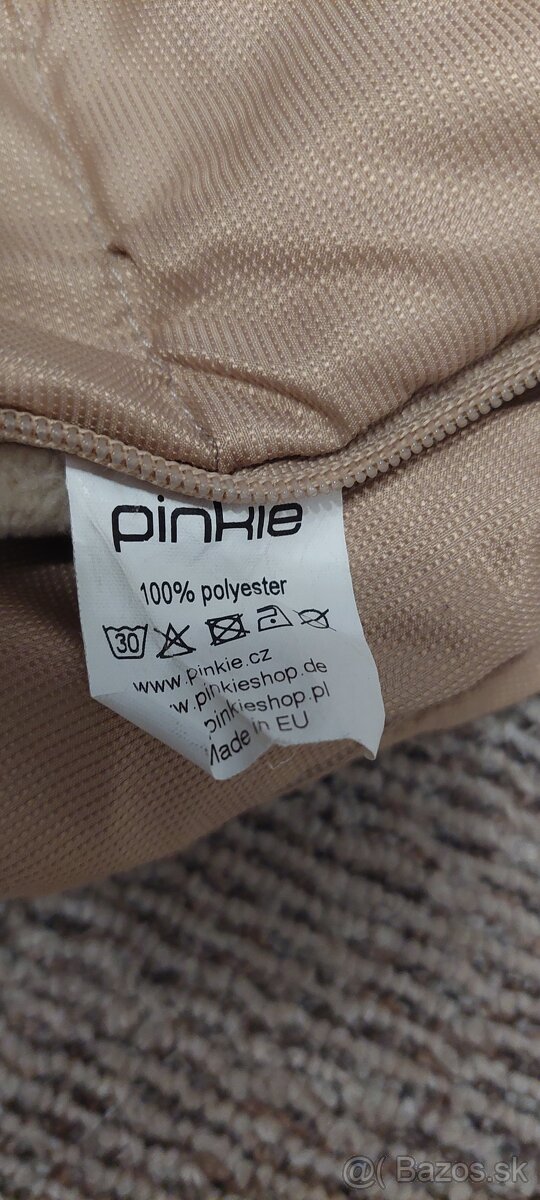 pinkie
100% polyester
30
www.pinkie.cz
w.pinkieshop.de
pinkieshop.pl
Made in EU
@( Bazos.sk